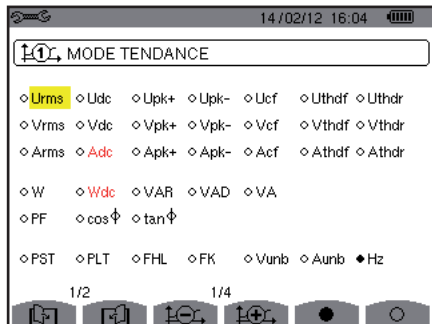 14/02/12 16:04
1 MODE TENDANCE
Urms Udc Upk+ Upk- Ucf Uthdf Uthdr
Vrms Vdc Vpk+ Vpk- Vcf Vthdf Vthdr
Arms Adc Apk+ Apk- Acf Athdf Athdr
W Wdc VAR VAD VA
PF cosΦ tanΦ
PST PLT FHL FK Vunb Aunb Hz
1/2 1/4